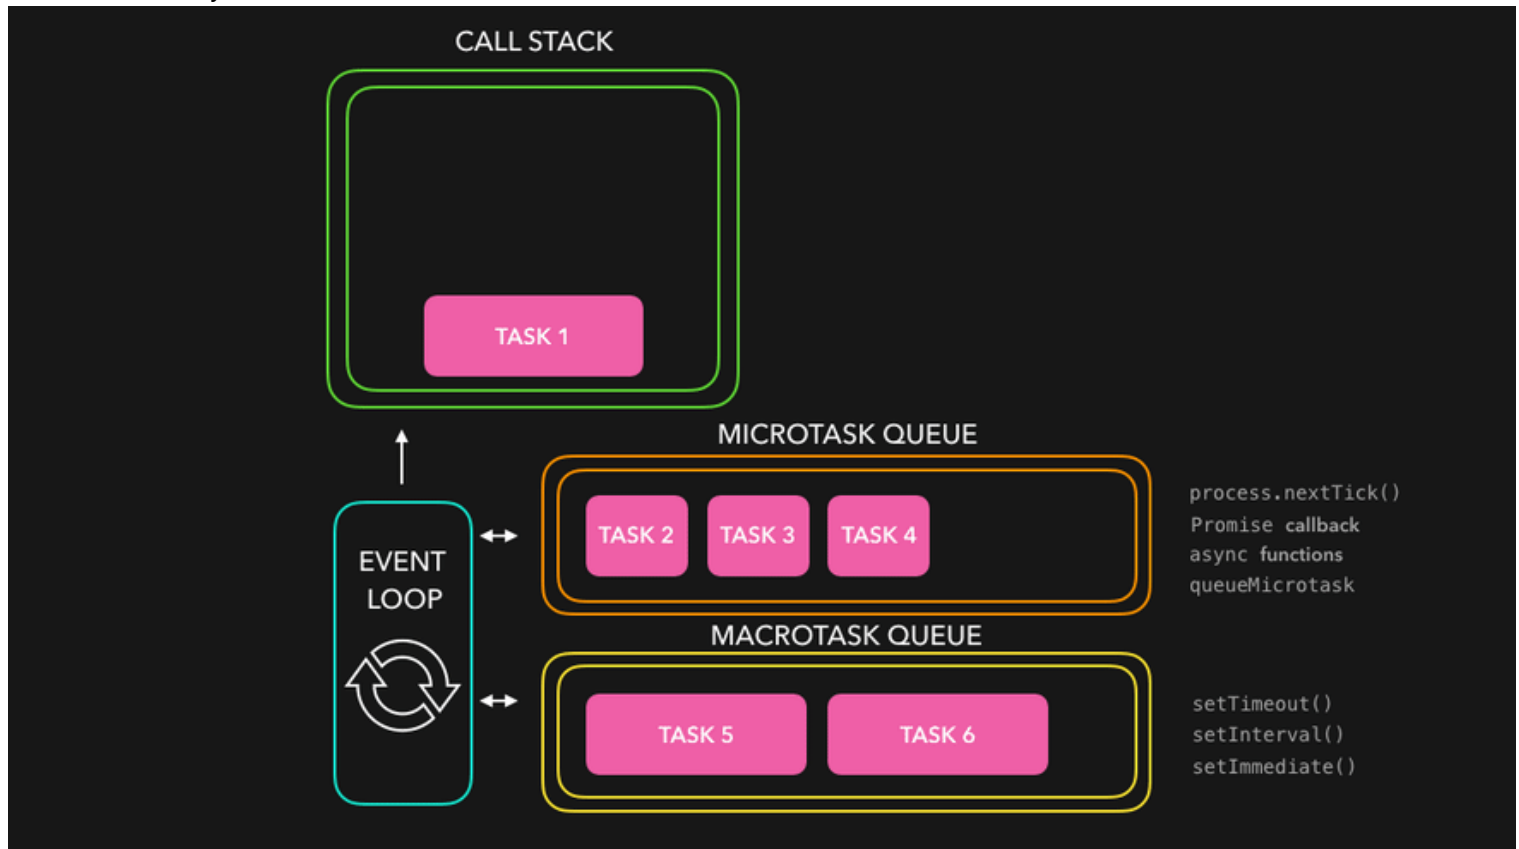 CALL STACK
TASK 1
MICROTASK QUEUE
TASK 2 TASK 3 TASK 4
process.nextTick()
Promise callback
async functions
queueMicrotask
EVENT
LOOP
MACROTASK QUEUE
TASK 5 TASK 6
setTimeout()
setInterval()
setImmediate()